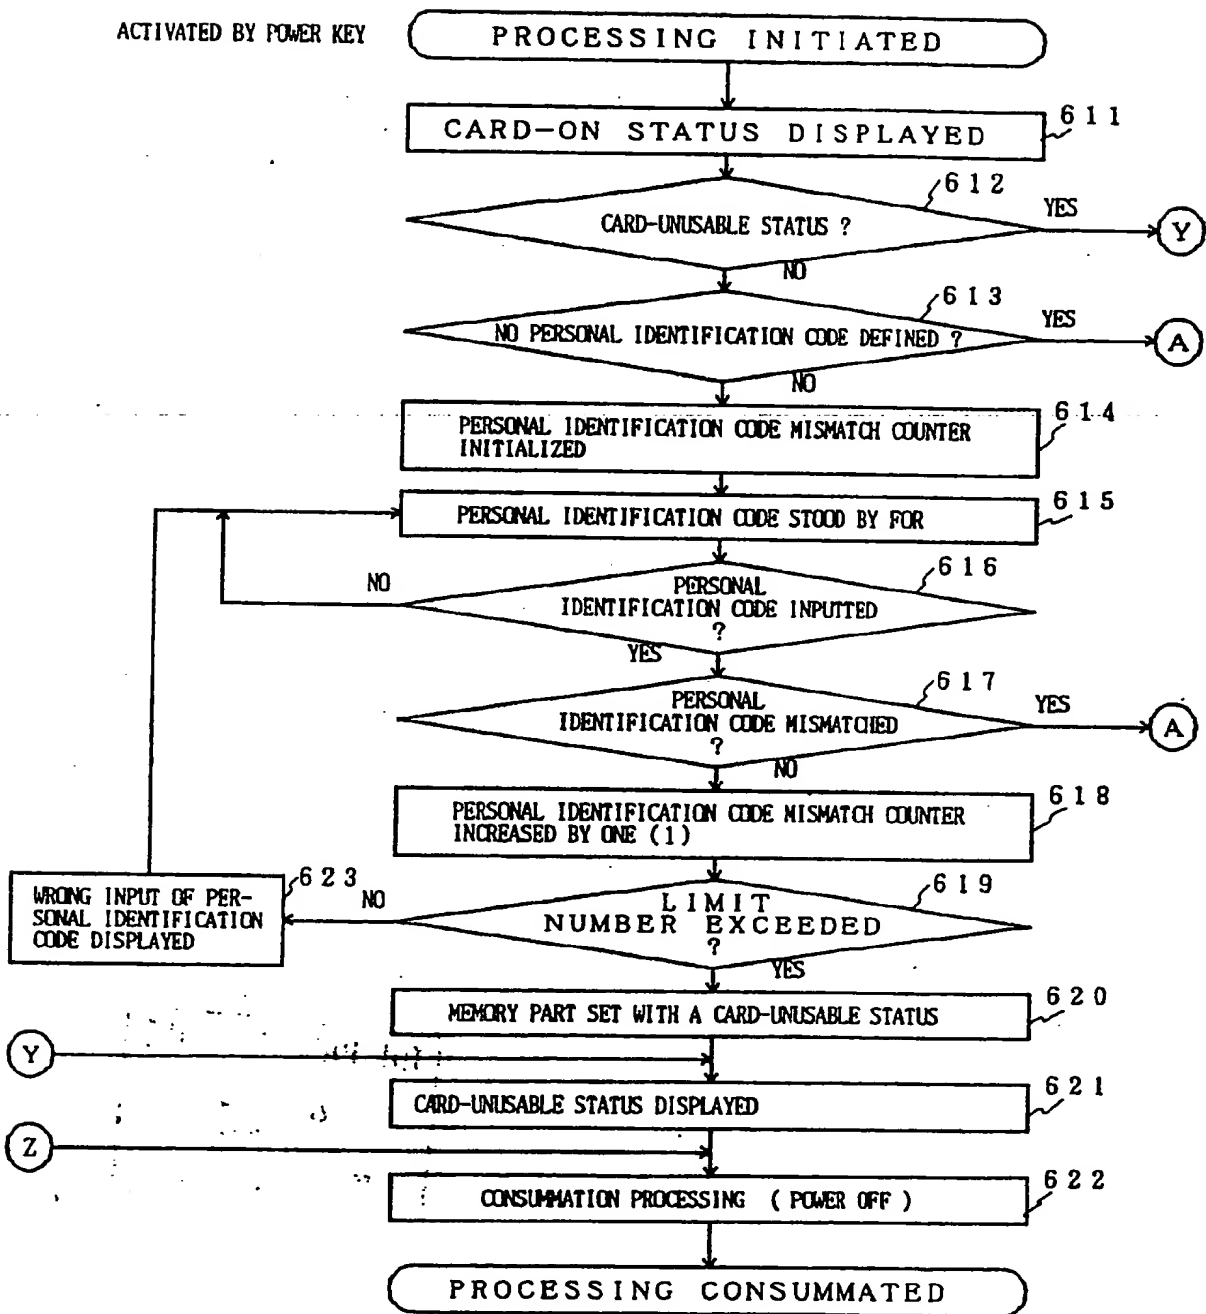 ACTIVATED BY POWER KEY
PROCESSING INITIATED
CARD-ON STATUS DISPLAYED
611
612
CARD-UNUSABLE STATUS ?
YES
Y
NO
613
NO PERSONAL IDENTIFICATION CODE DEFINED ?
YES
A
NO
614
PERSONAL IDENTIFICATION CODE MISMATCH COUNTER
INITIALIZED
615
PERSONAL IDENTIFICATION CODE STOOD BY FOR
616
NO
PERSONAL
IDENTIFICATION CODE INPUTTED
?
YES
617
PERSONAL
IDENTIFICATION CODE MISMATCHED
?
YES
A
NO
618
PERSONAL IDENTIFICATION CODE MISMATCH COUNTER
INCREASED BY ONE (1)
623
WRONG INPUT OF PER-
SONAL IDENTIFICATION
CODE DISPLAYED
NO
619
LIMIT
NUMBER EXCEEDED
?
YES
620
MEMORY PART SET WITH A CARD-UNUSABLE STATUS
Y
621
CARD-UNUSABLE STATUS DISPLAYED
Z
622
CONSUMMATION PROCESSING ( POWER OFF )
PROCESSING CONSUMMATED